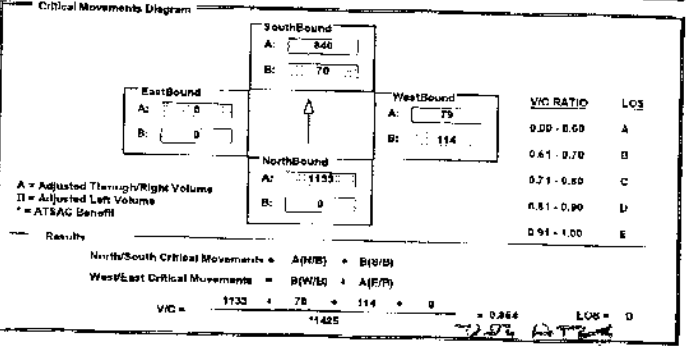 Critical Movements Diagram
SouthBound
A: 840
B: 70
EastBound
A: 0
B: 0
WestBound
A: 79
B: 114
NorthBound
A: 1133
B: 0
V/C RATIO LOS
0.00 - 0.60 A
0.61 - 0.70 B
0.71 - 0.80 C
0.81 - 0.90 D
0.91 - 1.00 E
A = Adjusted Through/Right Volume
B = Adjusted Left Volume
* = ATSAC Benefit
Results
North/South Critical Movements = A(N/B) + B(S/B)
West/East Critical Movements = B(W/B) + A(E/B)
V/C = 1133 + 70 + 114 + 0
*1425
= LOS = D